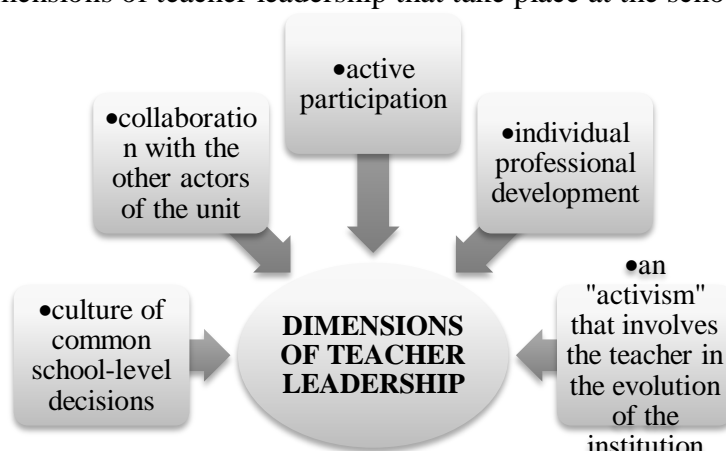 mensions of teacher leadership that take place at the scho
•culture of
common
school-level
decisions
•collaboratio
n with the
other actors
of the unit
•active
participation
•individual
professional
development
•an
"activism"
that involves
the teacher in
the evolution
of the
institution
DIMENSIONS
OF TEACHER
LEADERSHIP